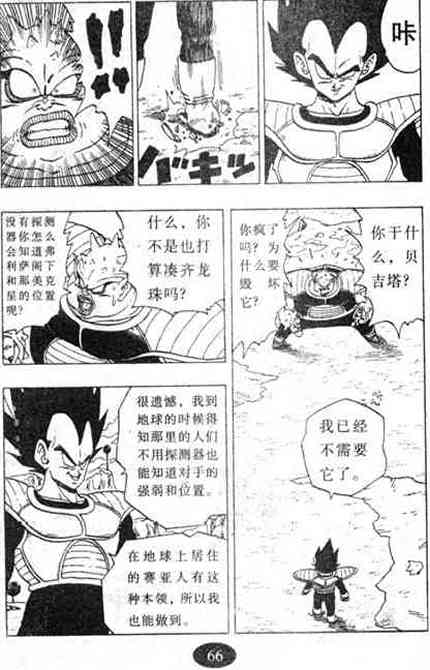 咔
バキッ
!!
你干什
么，贝
吉塔？
你疯了
吗？为
什么要
毁 坏
它？
我已经
不需要
它了。
什么，你
不是也打
算凑齐龙
珠吗？
没有探测
器你怎么
会知道弗
利萨阁下
和那美克
星的位置
呢？
很遗憾，我到
地球的时候得
知那里的人们
不用探测器也
能知道对于的
强弱和位置。
在地球上居住
的赛亚人有这
种本领，所以我
也能做到。
66